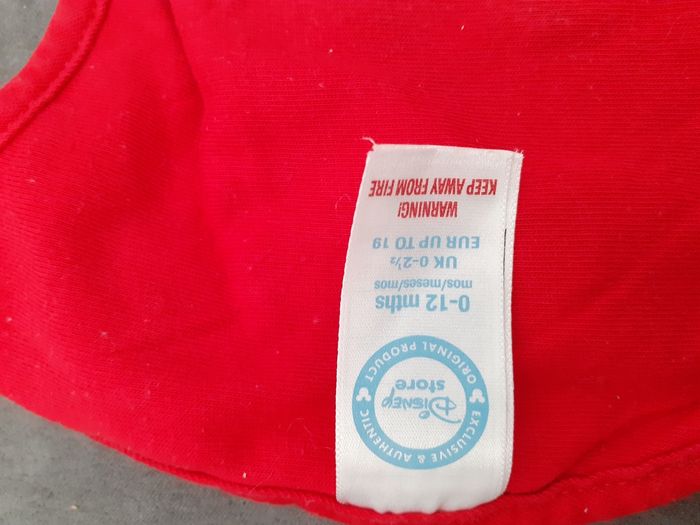 ORIGINAL PRODUCT
Disney
store
EXCLUSIVE & AUTHENTIC
0-12 mths
mos/meses/mos
UK 0-2½
EUR UP TO 19
WARNING!
KEEP AWAY FROM FIRE